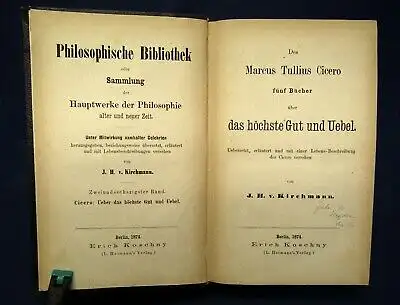 Philosophische Bibliothek
oder
Sammlung
der
Hauptwerke der Philosophie
alter und neuer Zeit.
Unter Mitwirkung namhafter Gelehrten
herausgegeben, beziehungsweise übersetzt, erläutert
und mit Lebensbeschreibungen versehen
von
J. H. v. Kirchmann.
Zweiundsechszigster Band.
Cicero: Ueber das höchste Gut und Uebel.
Berlin, 1874.
Erich Koschny
(L. Heimann's Verlag.)
Des
Marcus Tullius Cicero
fünf Bücher
über
das höchste Gut und Uebel.
Uebersetzt, erläutert und mit einer Lebens-Beschreibung
des Cicero versehen
von
J. H. v. Kirchmann.
Berlin, 1874.
Erich Koschny
(L. Heimann's Verlag.)